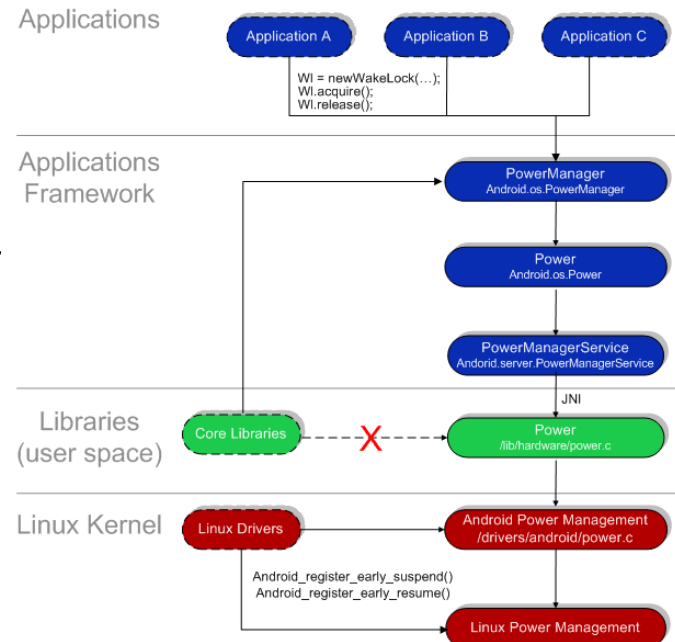 Applications
Application A
Application B
Application C
Wl = newWakeLock(…);
Wl.acquire();
Wl.release();
Applications
Framework
PowerManager
Android.os.PowerManager
Power
Android.os.Power
PowerManagerService
Andorid.server.PowerManagerService
JNI
Libraries
(user space)
Core Libraries
X
Power
/lib/hardware/power.c
Linux Kernel
Linux Drivers
Android Power Management
/drivers/android/power.c
Android_register_early_suspend()
Android_register_early_resume()
Linux Power Management